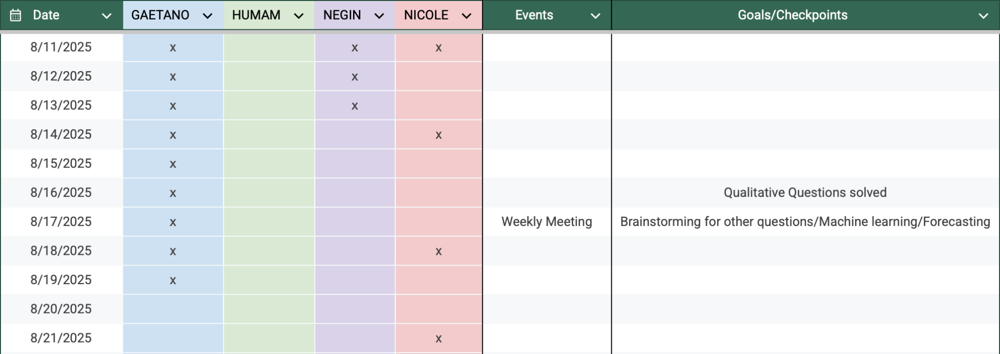 Date GAETANO HUMAM NEGIN NICOLE Events Goals/Checkpoints
8/11/2025 x x x
8/12/2025 x x
8/13/2025 x x
8/14/2025 x x
8/15/2025 x
8/16/2025 x Qualitative Questions solved
8/17/2025 x Weekly Meeting Brainstorming for other questions/Machine learning/Forecasting
8/18/2025 x x
8/19/2025 x
8/20/2025
8/21/2025 x